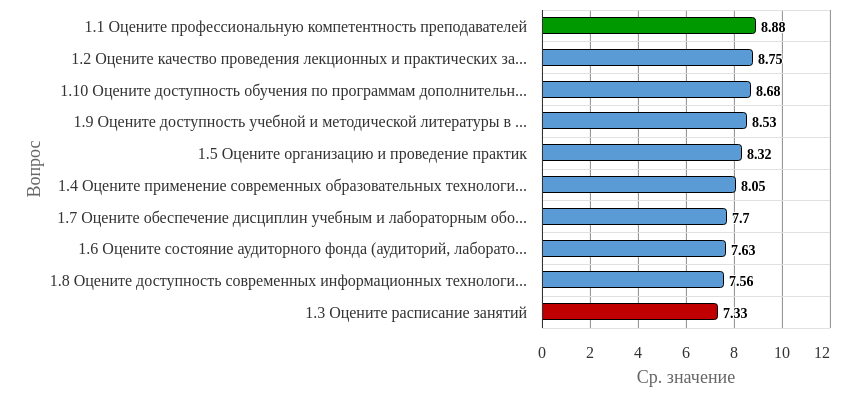 1.1 Оцените профессиональную компетентность преподавателей 8.88
1.2 Оцените качество проведения лекционных и практических за... 8.75
1.10 Оцените доступность обучения по программам дополнительн... 8.68
1.9 Оцените доступность учебной и методической литературы в ... 8.53
1.5 Оцените организацию и проведение практик 8.32
1.4 Оцените применение современных образовательных технологи... 8.05
1.7 Оцените обеспечение дисциплин учебным и лабораторным обо... 7.7
1.6 Оцените состояние аудиторного фонда (аудиторий, лаборато... 7.63
1.8 Оцените доступность современных информационных технологи... 7.56
1.3 Оцените расписание занятий 7.33
Вопрос
0 2 4 6 8 10 12
Ср. значение